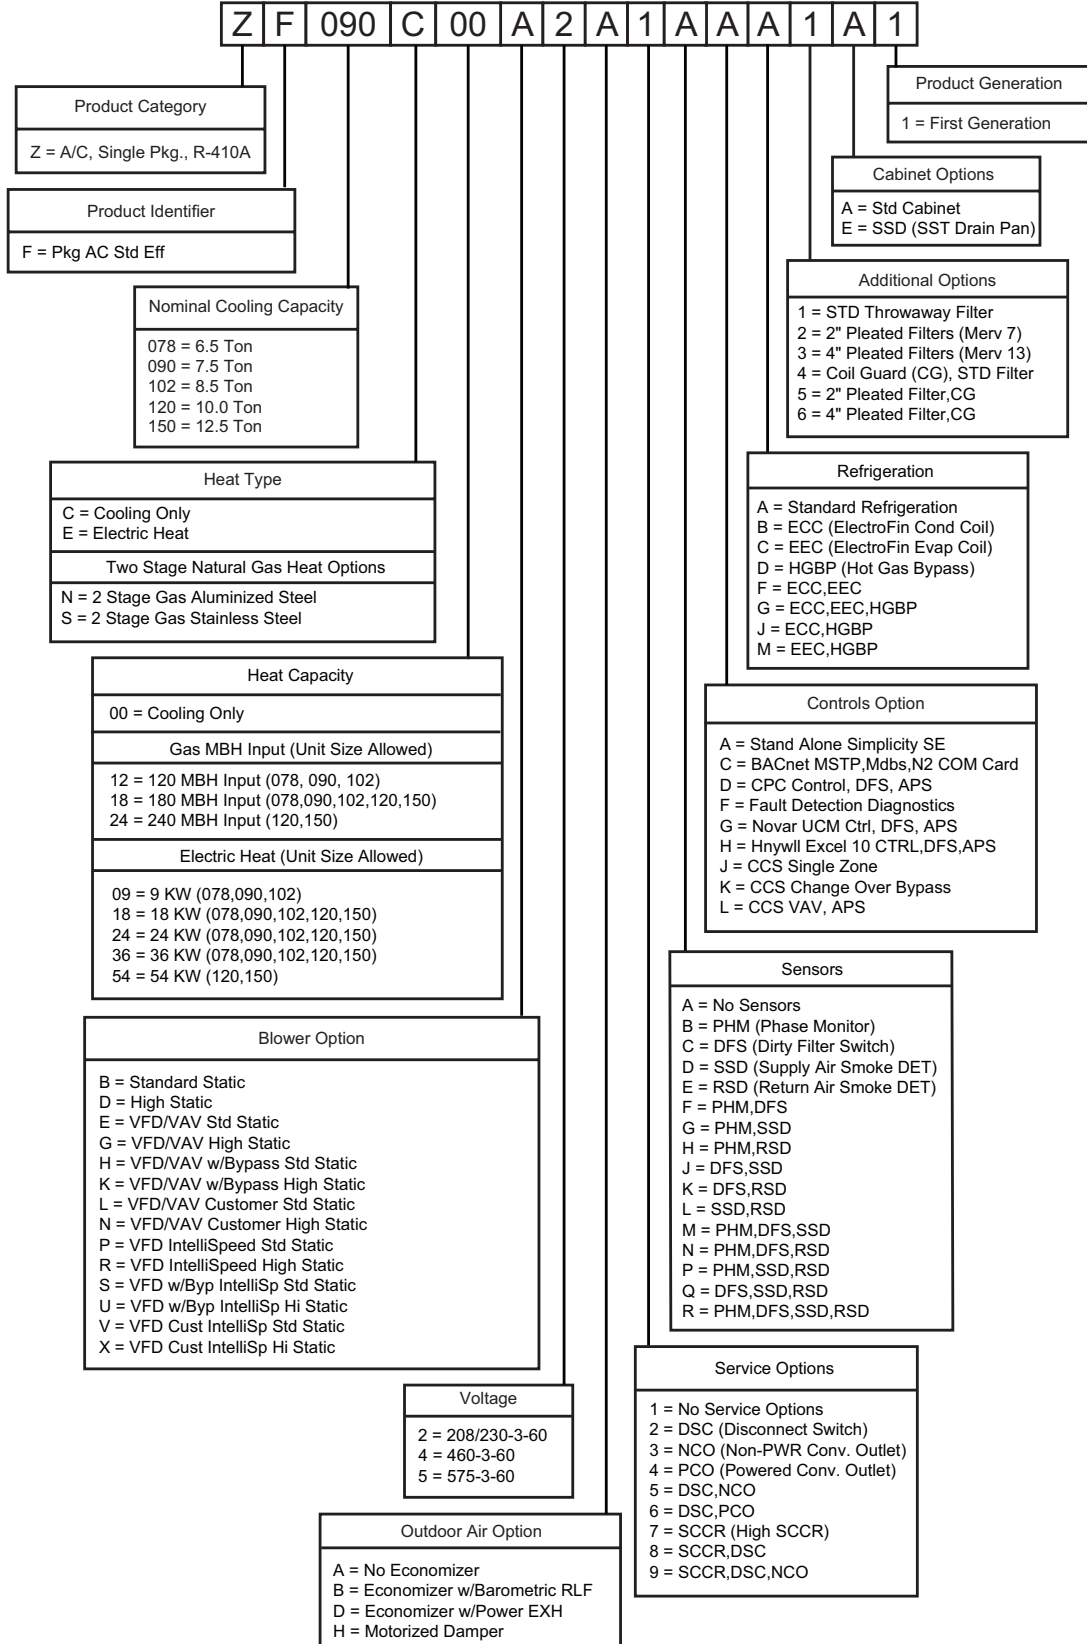 Z F 090 C 00 A 2 A 1 A A A 1 A 1
Product Category
Z = A/C, Single Pkg., R-410A
Product Identifier
F = Pkg AC Std Eff
Nominal Cooling Capacity
078 = 6.5 Ton
090 = 7.5 Ton
102 = 8.5 Ton
120 = 10.0 Ton
150 = 12.5 Ton
Heat Type
C = Cooling Only
E = Electric Heat
Two Stage Natural Gas Heat Options
N = 2 Stage Gas Aluminized Steel
S = 2 Stage Gas Stainless Steel
Heat Capacity
00 = Cooling Only
Gas MBH Input (Unit Size Allowed)
12 = 120 MBH Input (078, 090, 102)
18 = 180 MBH Input (078,090,102,120,150)
24 = 240 MBH Input (120,150)
Electric Heat (Unit Size Allowed)
09 = 9 KW (078,090,102)
18 = 18 KW (078,090,102,120,150)
24 = 24 KW (078,090,102,120,150)
36 = 36 KW (078,090,102,120,150)
54 = 54 KW (120,150)
Blower Option
B = Standard Static
D = High Static
E = VFD/VAV Std Static
G = VFD/VAV High Static
H = VFD/VAV w/Bypass Std Static
K = VFD/VAV w/Bypass High Static
L = VFD/VAV Customer Std Static
N = VFD/VAV Customer High Static
P = VFD IntelliSpeed Std Static
R = VFD IntelliSpeed High Static
S = VFD w/Byp IntelliSp Std Static
U = VFD w/Byp IntelliSp Hi Static
V = VFD Cust IntelliSp Std Static
X = VFD Cust IntelliSp Hi Static
Voltage
2 = 208/230-3-60
4 = 460-3-60
5 = 575-3-60
Outdoor Air Option
A = No Economizer
B = Economizer w/Barometric RLF
D = Economizer w/Power EXH
H = Motorized Damper
Product Generation
1 = First Generation
Cabinet Options
A = Std Cabinet
E = SSD (SST Drain Pan)
Additional Options
1 = STD Throwaway Filter
2 = 2" Pleated Filters (Merv 7)
3 = 4" Pleated Filters (Merv 13)
4 = Coil Guard (CG), STD Filter
5 = 2" Pleated Filter,CG
6 = 4" Pleated Filter,CG
Refrigeration
A = Standard Refrigeration
B = ECC (ElectroFin Cond Coil)
C = EEC (ElectroFin Evap Coil)
D = HGBP (Hot Gas Bypass)
F = ECC,EEC
G = ECC,EEC,HGBP
J = ECC,HGBP
M = EEC,HGBP
Controls Option
A = Stand Alone Simplicity SE
C = BACnet MSTP,Mdbs,N2 COM Card
D = CPC Control, DFS, APS
F = Fault Detection Diagnostics
G = Novar UCM Ctrl, DFS, APS
H = Hnywll Excel 10 CTRL,DFS,APS
J = CCS Single Zone
K = CCS Change Over Bypass
L = CCS VAV, APS
Sensors
A = No Sensors
B = PHM (Phase Monitor)
C = DFS (Dirty Filter Switch)
D = SSD (Supply Air Smoke DET)
E = RSD (Return Air Smoke DET)
F = PHM,DFS
G = PHM,SSD
H = PHM,RSD
J = DFS,SSD
K = DFS,RSD
L = SSD,RSD
M = PHM,DFS,SSD
N = PHM,DFS,RSD
P = PHM,SSD,RSD
Q = DFS,SSD,RSD
R = PHM,DFS,SSD,RSD
Service Options
1 = No Service Options
2 = DSC (Disconnect Switch)
3 = NCO (Non-PWR Conv. Outlet)
4 = PCO (Powered Conv. Outlet)
5 = DSC,NCO
6 = DSC,PCO
7 = SCCR (High SCCR)
8 = SCCR,DSC
9 = SCCR,DSC,NCO